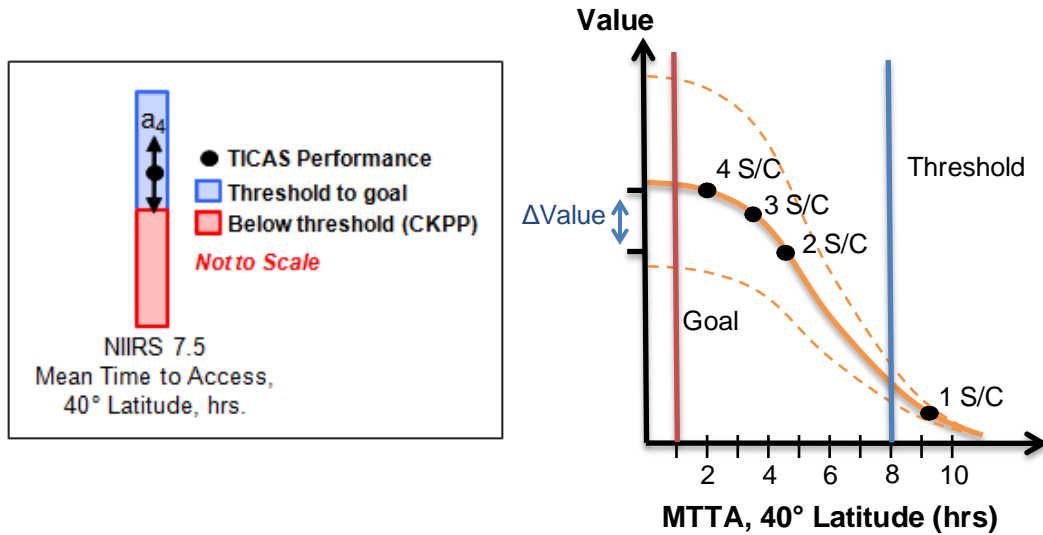 a4
TICAS Performance
Threshold to goal
Below threshold (CKPP)
Not to Scale
NIIRS 7.5
Mean Time to Access,
40° Latitude, hrs.
Value
4 S/C
Threshold
3 S/C
ΔValue
2 S/C
Goal
1 S/C
2 4 6 8 10
MTTA, 40° Latitude (hrs)